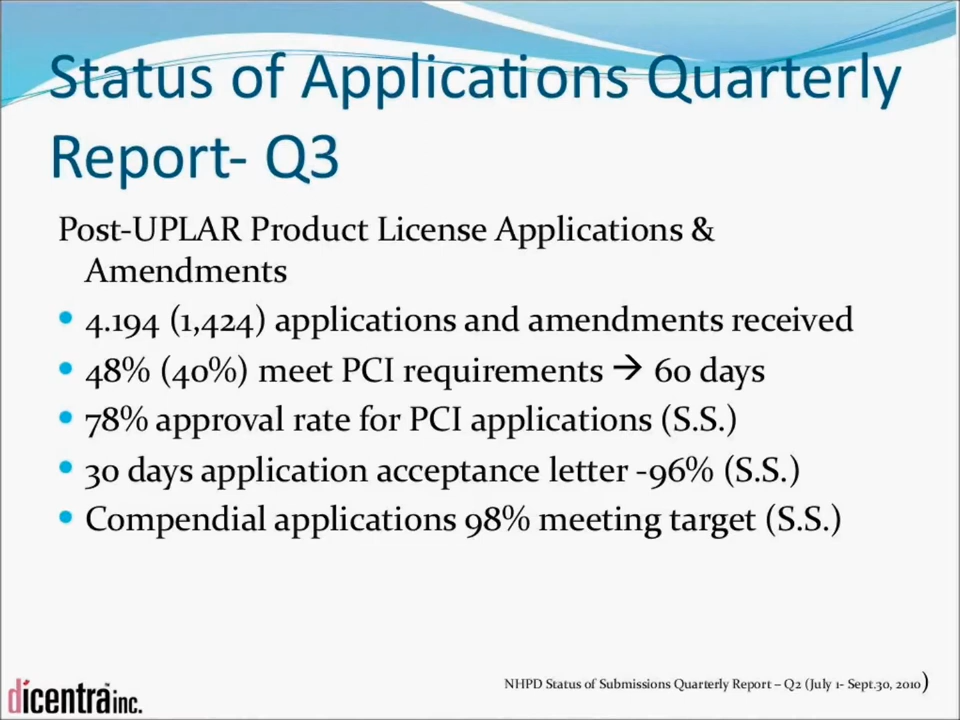 Status of Applications Quarterly
Report- Q3
Post-UPLAR Product License Applications &
Amendments
• 4.194 (1,424) applications and amendments received
• 48% (40%) meet PCI requirements → 60 days
• 78% approval rate for PCI applications (S.S.)
• 30 days application acceptance letter -96% (S.S.)
• Compendial applications 98% meeting target (S.S.)
NHPD Status of Submissions Quarterly Report – Q2 (July 1- Sept.30, 2010)
dicentra™ inc.